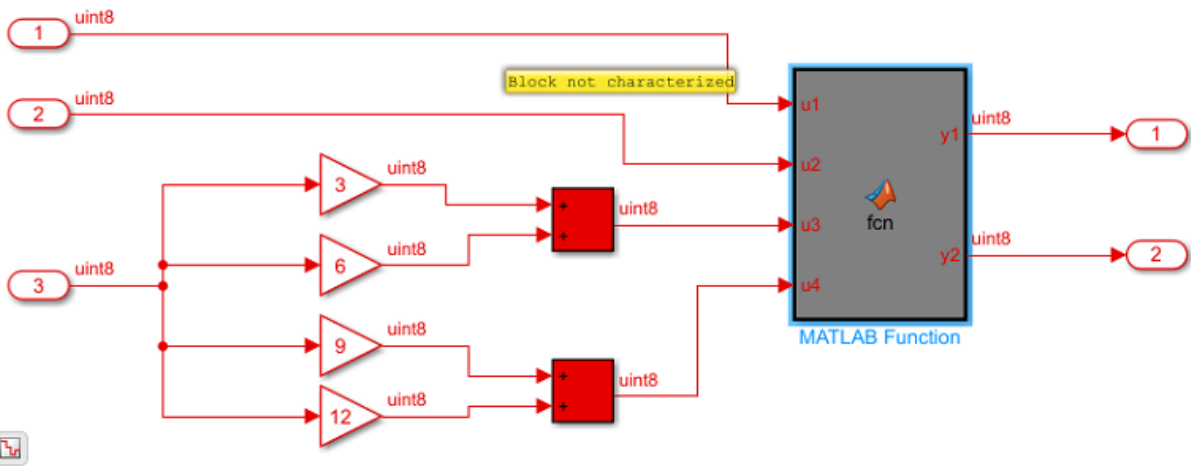 uint8
1
Block not characterized
uint8
2
u1
uint8
y1
1
u2
3
uint8
+
uint8
+
u3
fcn
6
uint8
uint8
y2
2
3
uint8
u4
9
uint8
MATLAB Function
+
uint8
+
12
uint8